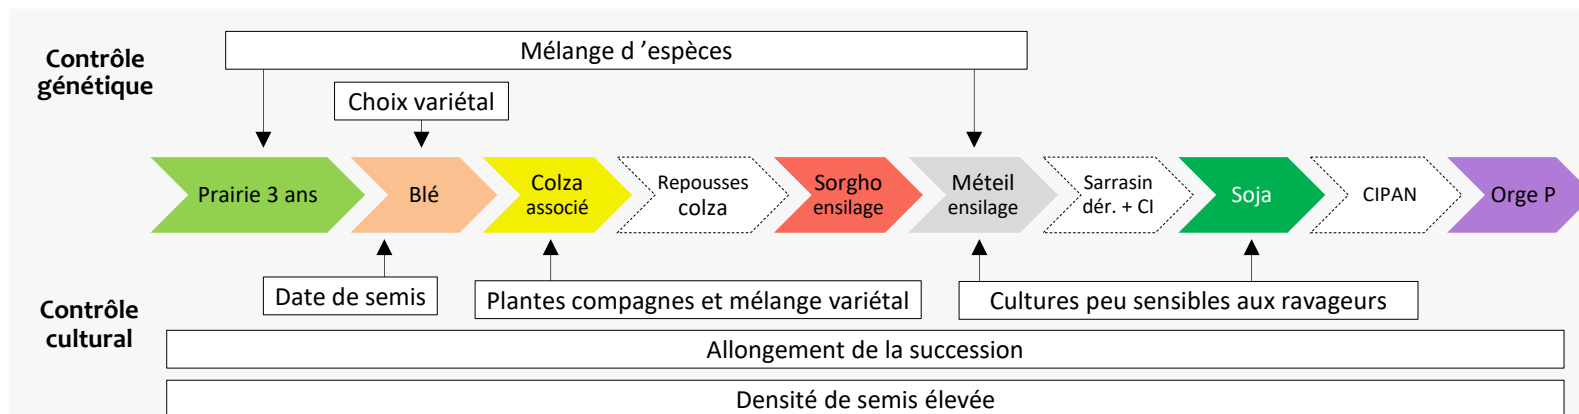 Contrôle
génétique
Mélange d ’espèces
Choix variétal
Prairie 3 ans
Blé
Colza
associé
Repousses
colza
Sorgho
ensilage
Méteil
ensilage
Sarrasin
dér. + CI
Soja
CIPAN
Orge P
Date de semis
Plantes compagnes et mélange variétal
Cultures peu sensibles aux ravageurs
Contrôle
cultural
Allongement de la succession
Densité de semis élevée